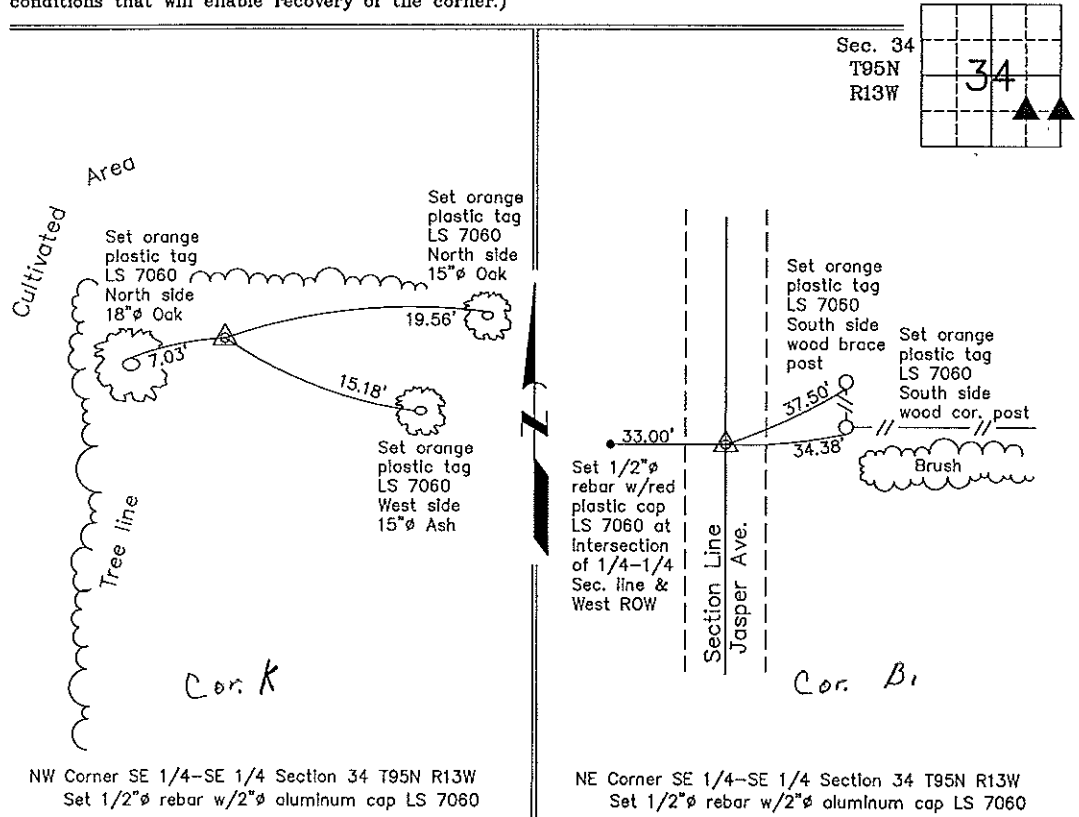 conditions that will enable recovery of the corner.)
Sec. 34
T95N
R13W
34
Cultivated Area
Set orange
plastic tag
LS 7060
North side
18"ø Oak
Set orange
plastic tag
LS 7060
North side
15"ø Oak
7.03'
19.56'
15.18'
Set orange
plastic tag
LS 7060
West side
15"ø Ash
Tree line
Cor. K
NW Corner SE 1/4-SE 1/4 Section 34 T95N R13W
Set 1/2"ø rebar w/2"ø aluminum cap LS 7060
N
Set orange
plastic tag
LS 7060
South side
wood brace
post
Set orange
plastic tag
LS 7060
South side
wood cor. post
37.50'
33.00'
34.38'
Brush
Set 1/2"ø
rebar w/red
plastic cap
LS 7060 at
intersection
of 1/4-1/4
Sec. line &
West ROW
Section Line
Jasper Ave.
Cor. B,
NE Corner SE 1/4-SE 1/4 Section 34 T95N R13W
Set 1/2"ø rebar w/2"ø aluminum cap LS 7060